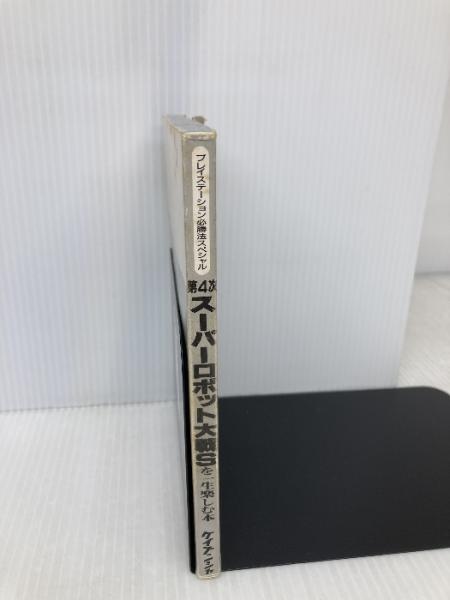 プレイステーション必勝法スペシャル
第4次
スーパーロボット大戦S
を一生楽しむ本
ケイブンシャ